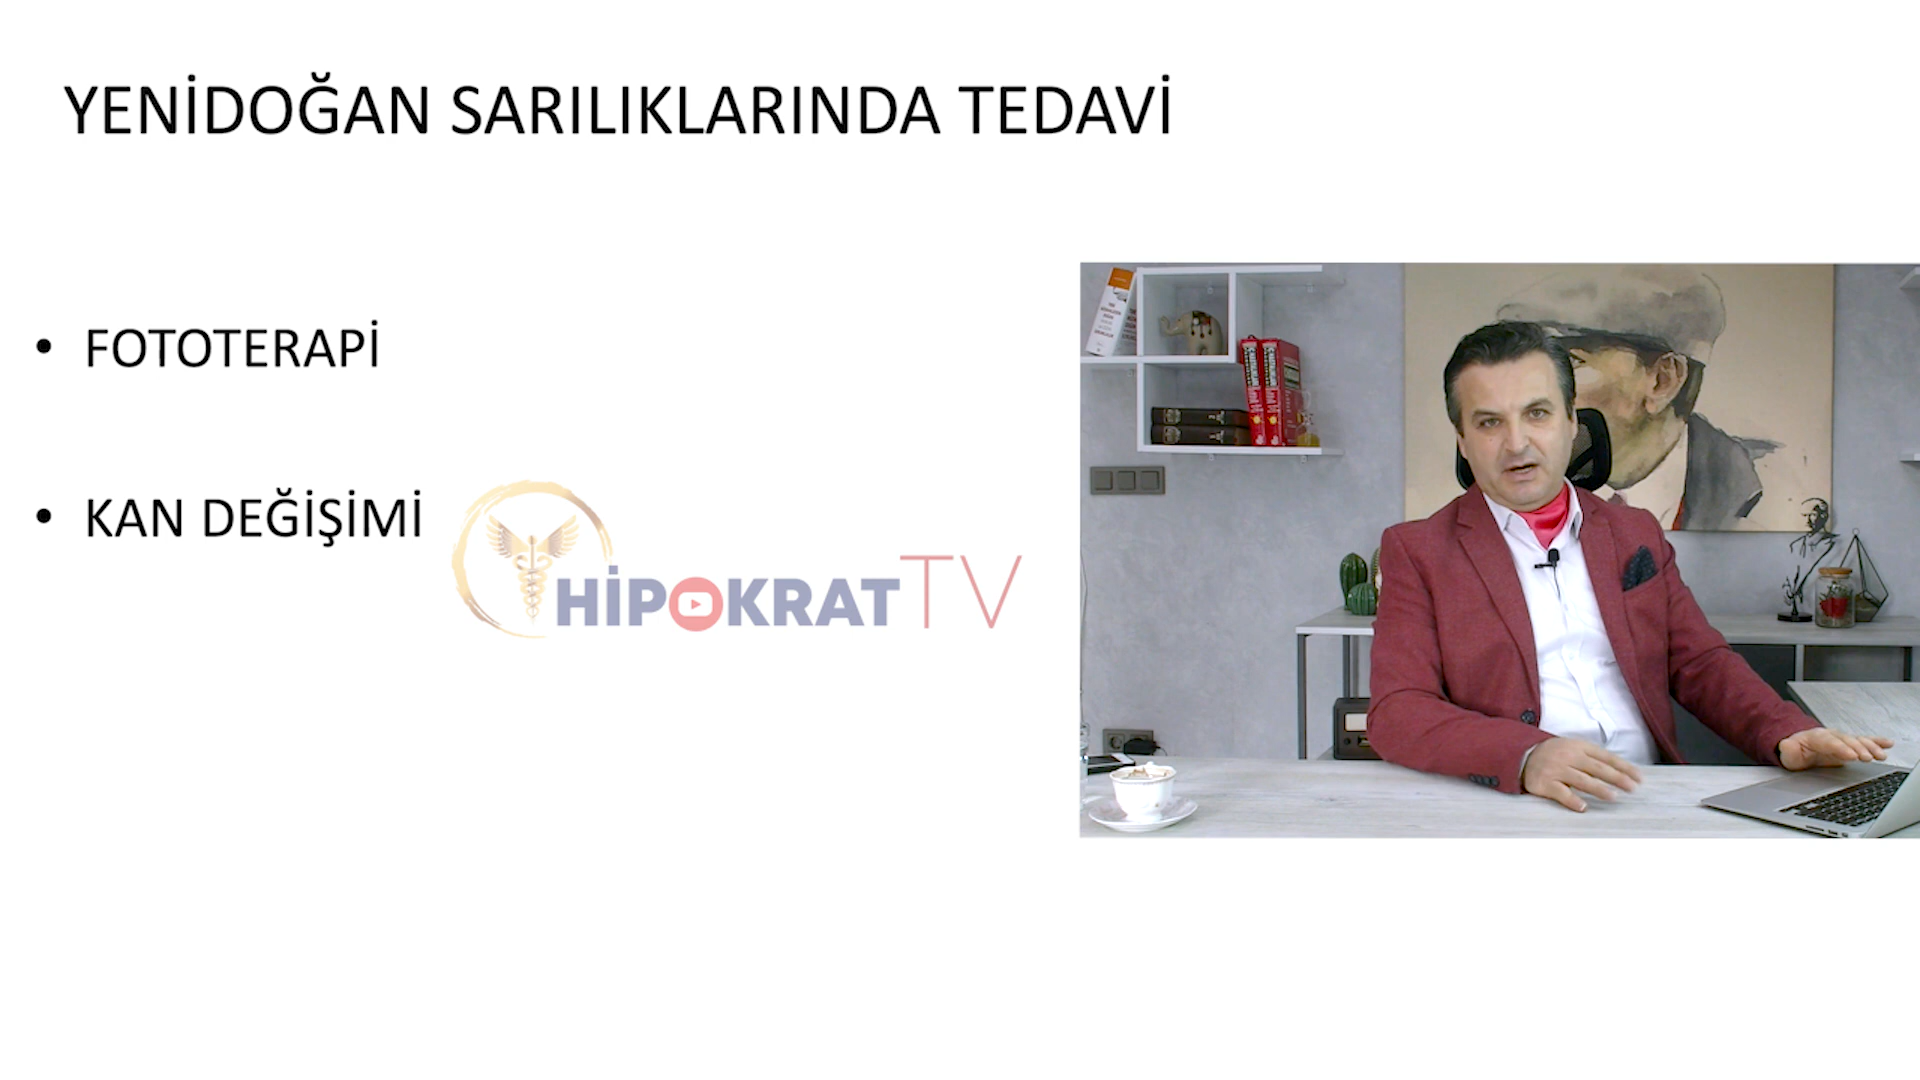 YENİDOĞAN SARILIKLARINDA TEDAVİ
• FOTOTERAPİ
• KAN DEĞİŞİMİ
HİPOKRAT TV